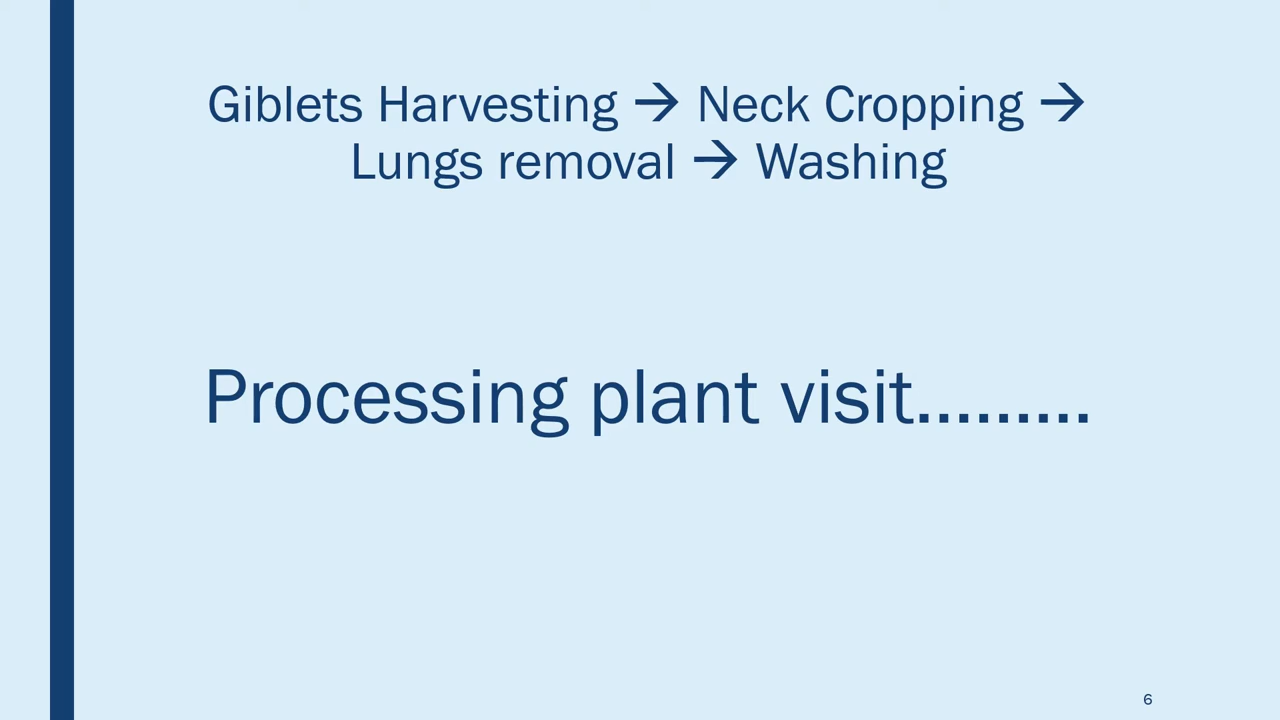 Giblets Harvesting → Neck Cropping →
Lungs removal → Washing
Processing plant visit.........
6